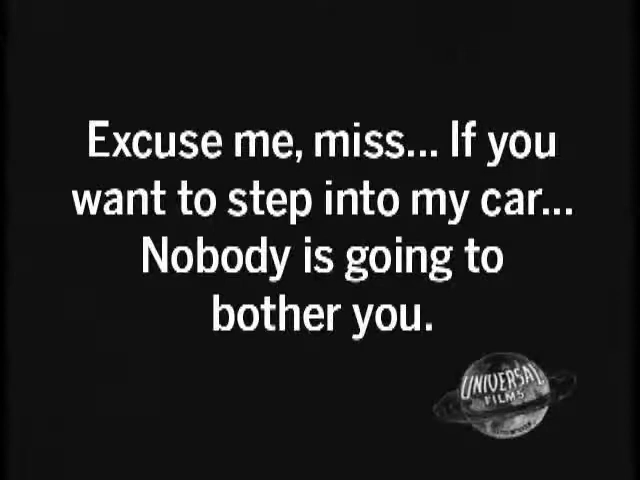 Excuse me, miss... If you
want to step into my car...
Nobody is going to
bother you.
UNIVERSAL
FILMS